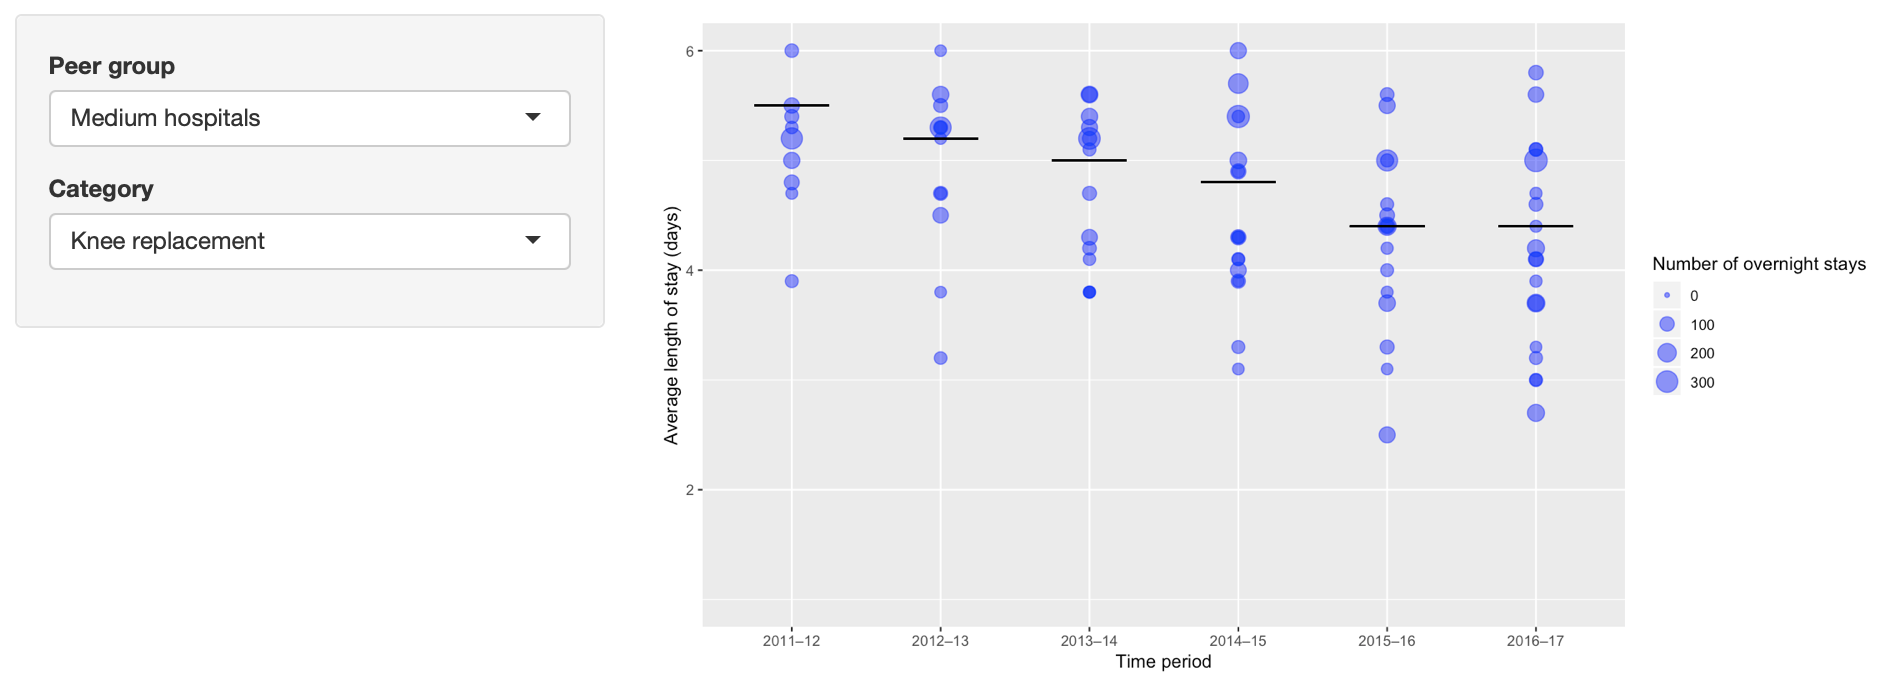 Peer group
Medium hospitals
Category
Knee replacement
Average length of stay (days)
6
4
2
2011–12
2012–13
2013–14
2014–15
2015–16
2016–17
Time period
Number of overnight stays
0
100
200
300